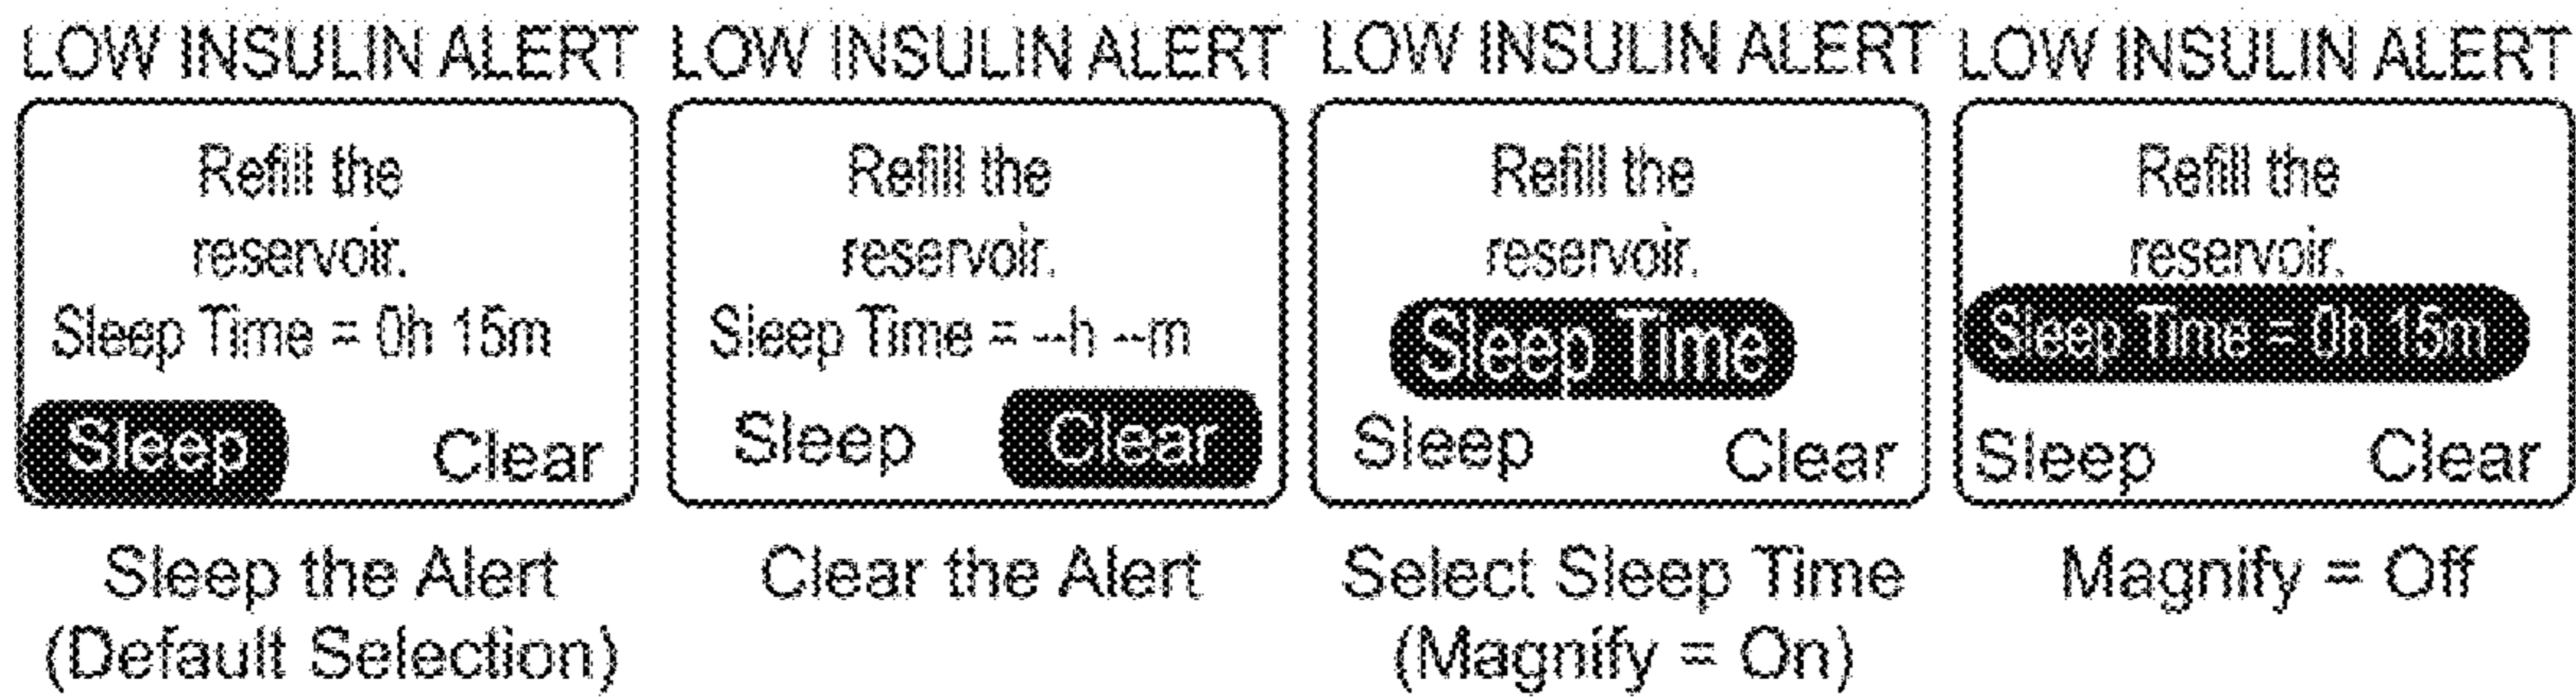 LOW INSULIN ALERT
Refill the
reservoir.
Sleep Time = 0h 15m
Sleep Clear
Sleep the Alert
(Default Selection)
LOW INSULIN ALERT
Refill the
reservoir.
Sleep Time = --h --m
Sleep Clear
Clear the Alert
LOW INSULIN ALERT
Refill the
reservoir.
Sleep Time
Sleep Clear
Select Sleep Time
(Magnify = On)
LOW INSULIN ALERT
Refill the
reservoir.
Sleep Time = 0h 15m
Sleep Clear
Magnify = Off